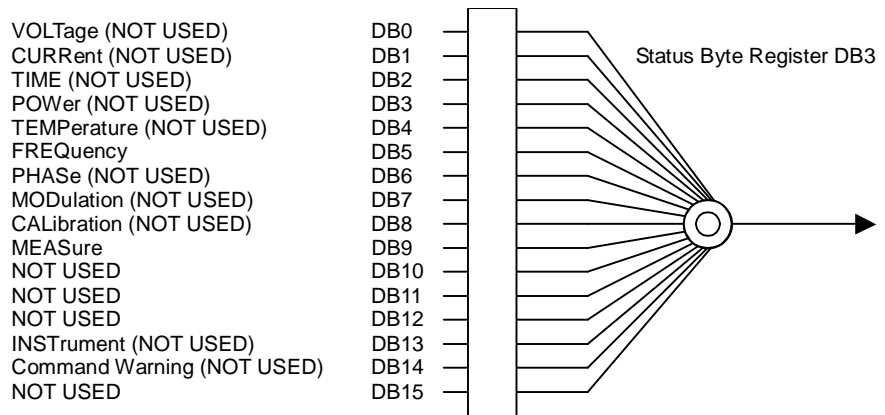 VOLTage (NOT USED) DB0
CURRent (NOT USED) DB1 Status Byte Register DB3
TIME (NOT USED) DB2
POWer (NOT USED) DB3
TEMPerature (NOT USED) DB4
FREQuency DB5
PHASe (NOT USED) DB6
MODulation (NOT USED) DB7
CALibration (NOT USED) DB8
MEASure DB9
NOT USED DB10
NOT USED DB11
NOT USED DB12
INSTrument (NOT USED) DB13
Command Warning (NOT USED) DB14
NOT USED DB15